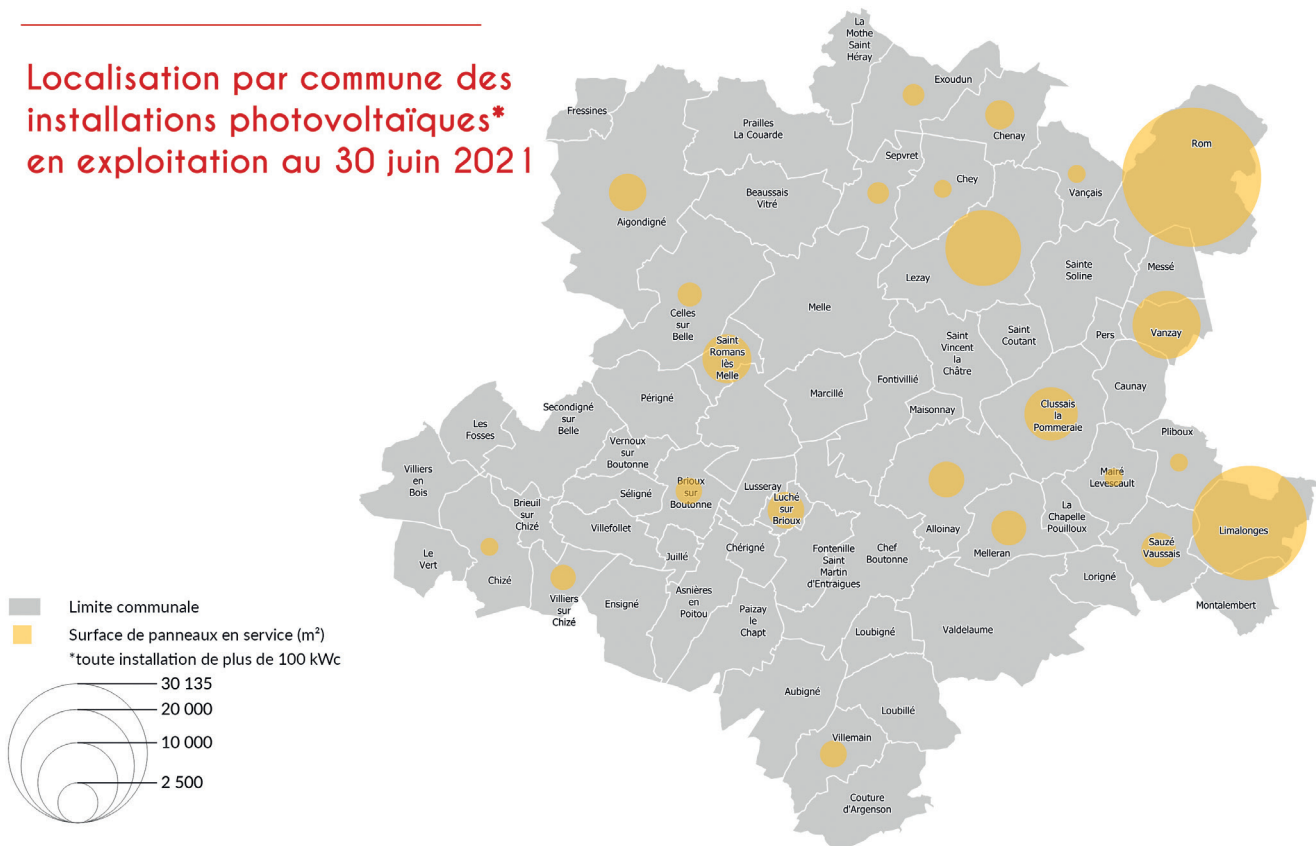 Localisation par commune des
installations photovoltaïques*
en exploitation au 30 juin 2021
La
Mothe
Saint
Héray
Exoudun
Fressines
Prailles
La Couarde
Chenay
Rom
Sepvret
Chey
Vançais
Beaussais
Vitré
Aigondigné
Lezay
Sainte
Soline
Messé
Melle
Celles
sur
Belle
Saint
Romans
lès
Melle
Saint
Vincent
la
Châtre
Saint
Coutant
Pers
Vanzay
Fontivillié
Marcillé
Caunay
Périgné
Maisonnay
Clussais
la
Pommeraie
Secondigné
sur
Belle
Les
Fosses
Pliboux
Vernoux
sur
Boutonne
Villiers
en
Bois
Mairé
Levescault
Brioux
sur
Boutonne
Lusseray
Séligné
Luché
sur
Brioux
Brieuil
sur
Chizé
La
Chapelle
Pouilloux
Villefollet
Alloinay
Limalonges
Sauzé
Vaussais
Melleran
Le
Vert
Juillé
Chérigné
Fontenille
Saint
Martin
d'Entraigues
Chef
Boutonne
Chizé
Lorigné
Villiers
sur
Chizé
Ensigné
Asnières
en
Poitou
Paizay
le
Chapt
Montalembert
Loubigné
Valdelaume
Aubigné
Loubillé
Villemain
Couture
d'Argenson
Limite communale
Surface de panneaux en service (m²)
*toute installation de plus de 100 kWc
30 135
20 000
10 000
2 500